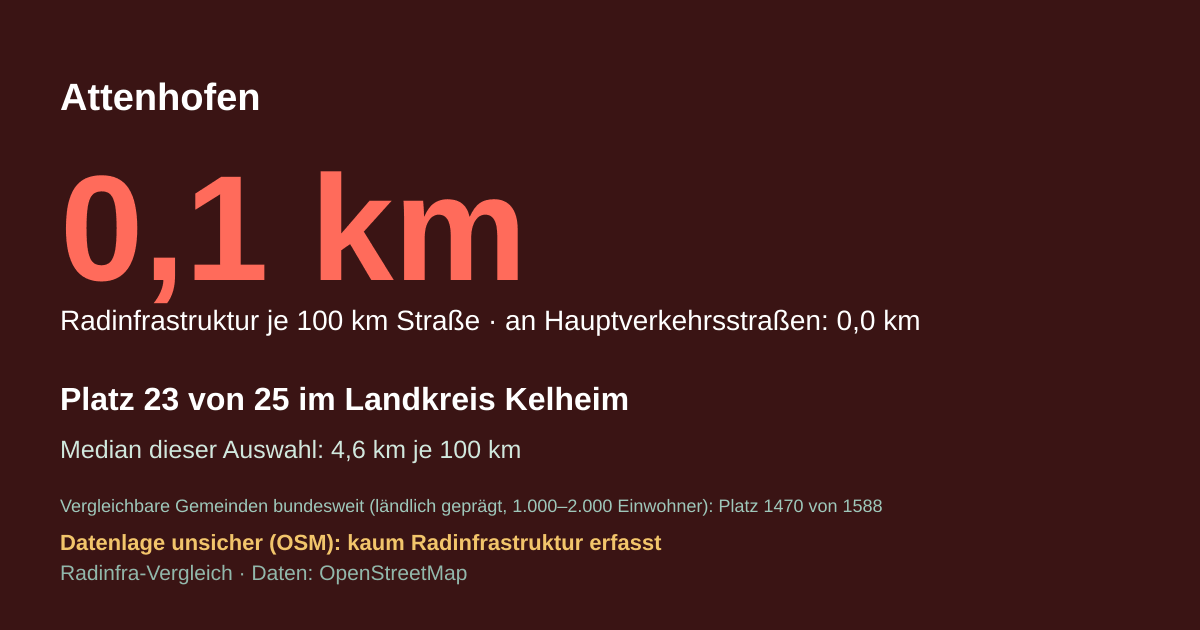 Attenhofen
0,1 km
Radinfrastruktur je 100 km Straße · an Hauptverkehrsstraßen: 0,0 km
Platz 23 von 25 im Landkreis Kelheim
Median dieser Auswahl: 4,6 km je 100 km
Vergleichbare Gemeinden bundesweit (ländlich geprägt, 1.000–2.000 Einwohner): Platz 1470 von 1588
Datenlage unsicher (OSM): kaum Radinfrastruktur erfasst
Radinfra-Vergleich · Daten: OpenStreetMap